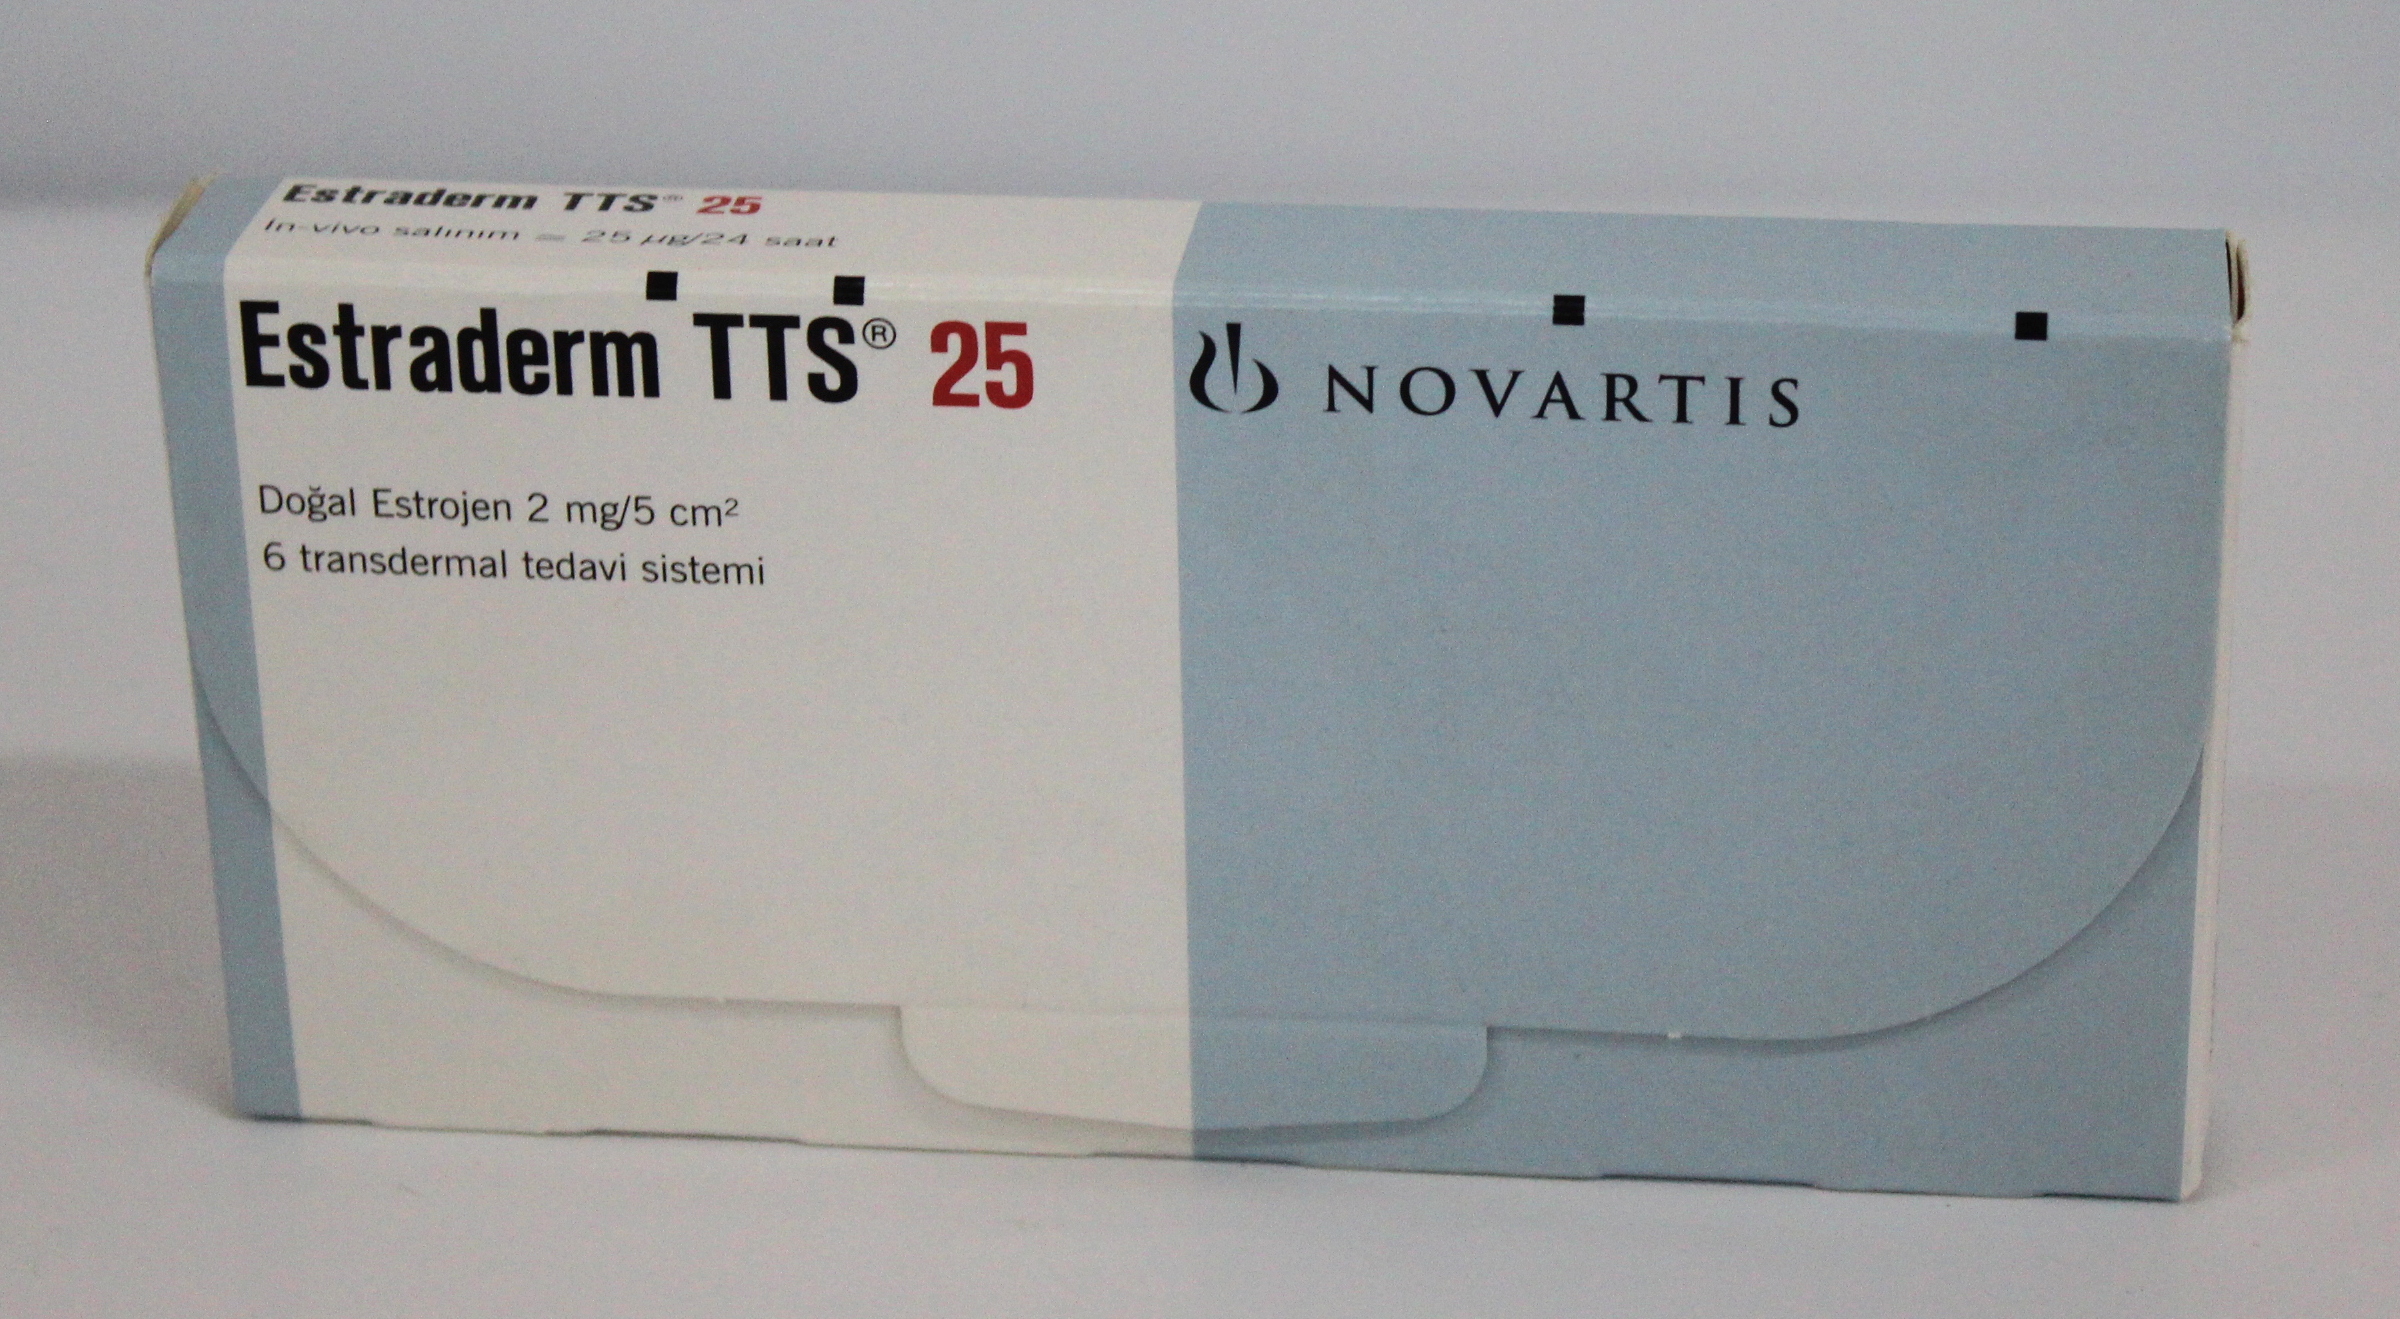 Estraderm TTS® 25
In-vivo salınım = 25 µg/24 saat
Estraderm TTS® 25
NOVARTIS
Doğal Estrojen 2 mg/5 cm²
6 transdermal tedavi sistemi